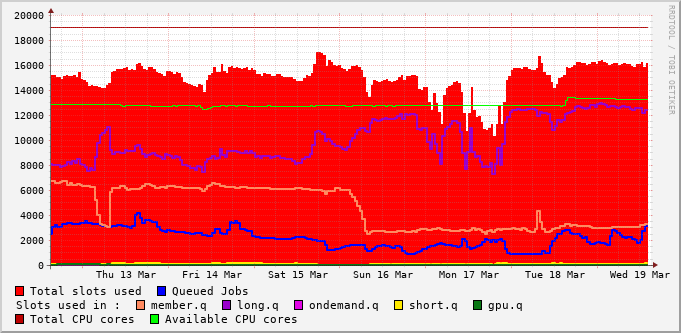 20000
18000
16000
14000
12000
10000
8000
6000
4000
2000
0
Thu 13 Mar Fri 14 Mar Sat 15 Mar Sun 16 Mar Mon 17 Mar Tue 18 Mar Wed 19 Mar
Total slots used Queued Jobs
Slots used in : member.q long.q ondemand.q short.q gpu.q
Total CPU cores Available CPU cores
RRDTOOL / TOBI OETIKER